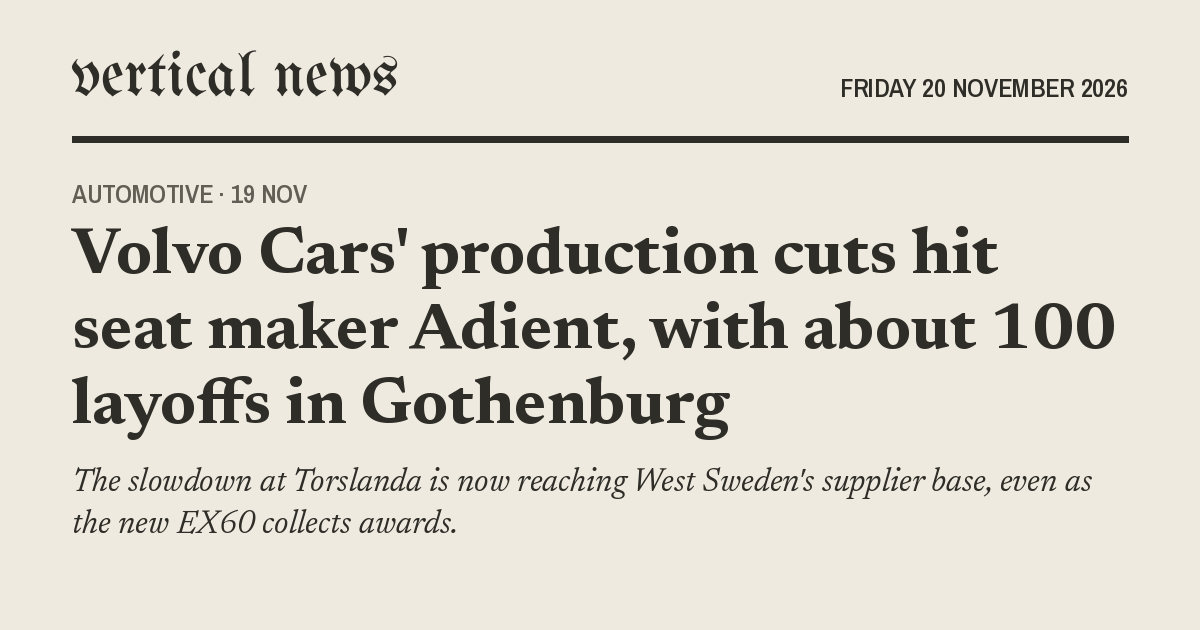 vertical news
FRIDAY 20 NOVEMBER 2026
AUTOMOTIVE · 19 NOV
Volvo Cars' production cuts hit
seat maker Adient, with about 100
layoffs in Gothenburg
The slowdown at Torslanda is now reaching West Sweden's supplier base, even as
the new EX60 collects awards.